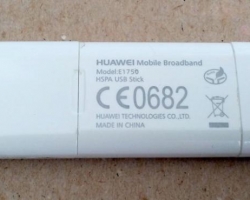 HUAWEI Mobile Broadband
Model:E1750
HSPA USB Stick
CE0682
HUAWEI TECHNOLOGIES CO.,LTD.
MADE IN CHINA